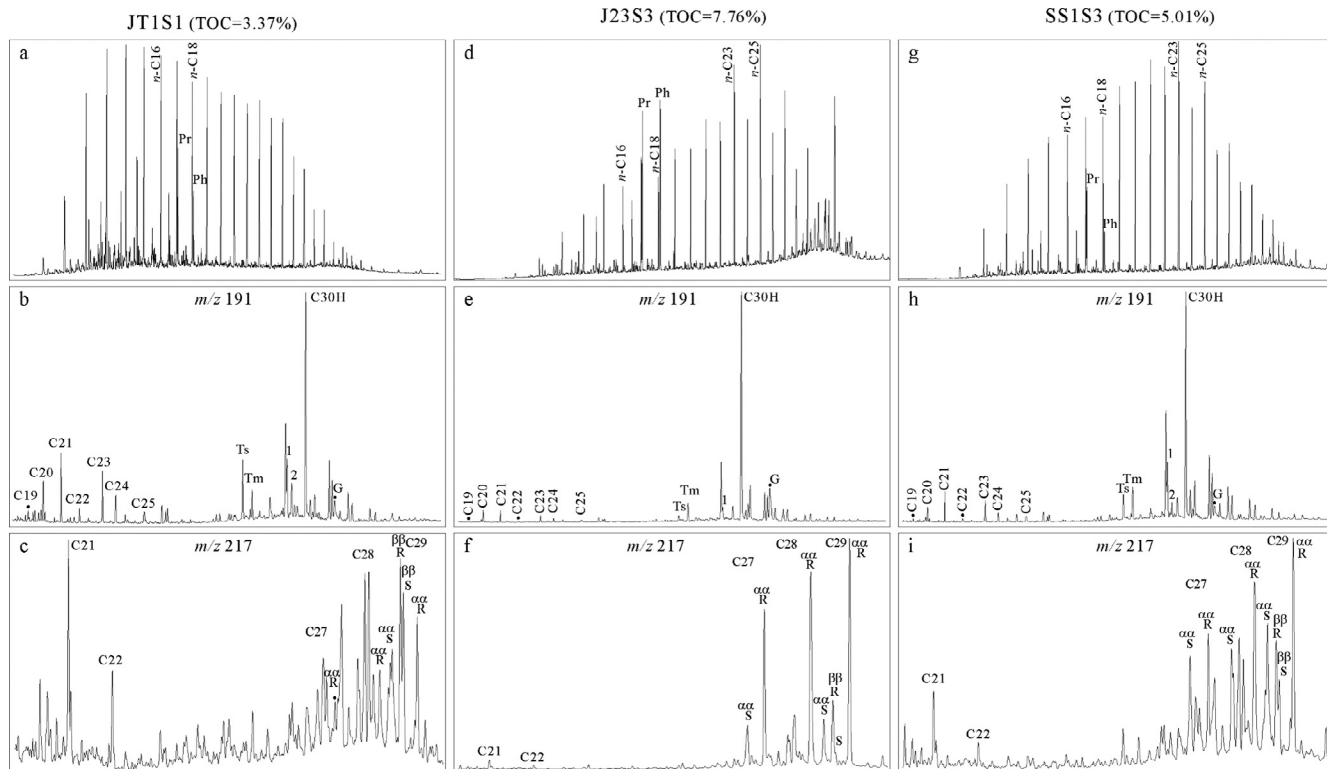 JT1S1 (TOC=3.37%)
J23S3 (TOC=7.76%)
SS1S3 (TOC=5.01%)
a
n-C16
n-C18
Pr
Ph
d
n-C16
Pr
n-C18
Ph
n-C23
n-C25
g
n-C16
Pr
n-C18
Ph
n-C23
n-C25
b
m/z 191
C30H
C19
C20
C21
C22
C23
C24
C25
Ts
Tm
1
2
G
e
m/z 191
C30H
C19
C20
C21
C22
C23
C24
C25
Ts
Tm
1
G
h
m/z 191
C30H
C19
C20
C21
C22
C23
C24
C25
Ts
Tm
1
2
G
c
m/z 217
C21
C22
C27
αα
R
C28
αα
R
αα
S
ββ
R
C29
ββ
S
αα
R
f
m/z 217
C21
C22
C27
αα
S
αα
R
C28
αα
R
αα
S
ββ
R
S
C29
αα
R
i
m/z 217
C21
C22
C27
αα
S
αα
R
C28
αα
S
αα
R
αα
S
ββ
R
ββ
S
C29
αα
R